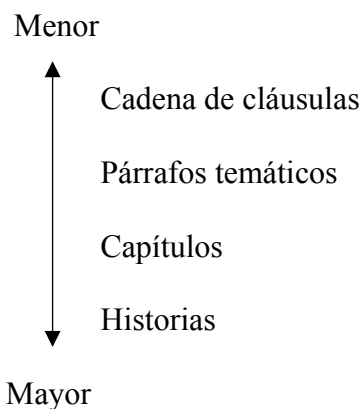 Menor
Cadena de cláusulas
Párrafos temáticos
Capítulos
Historias
Mayor